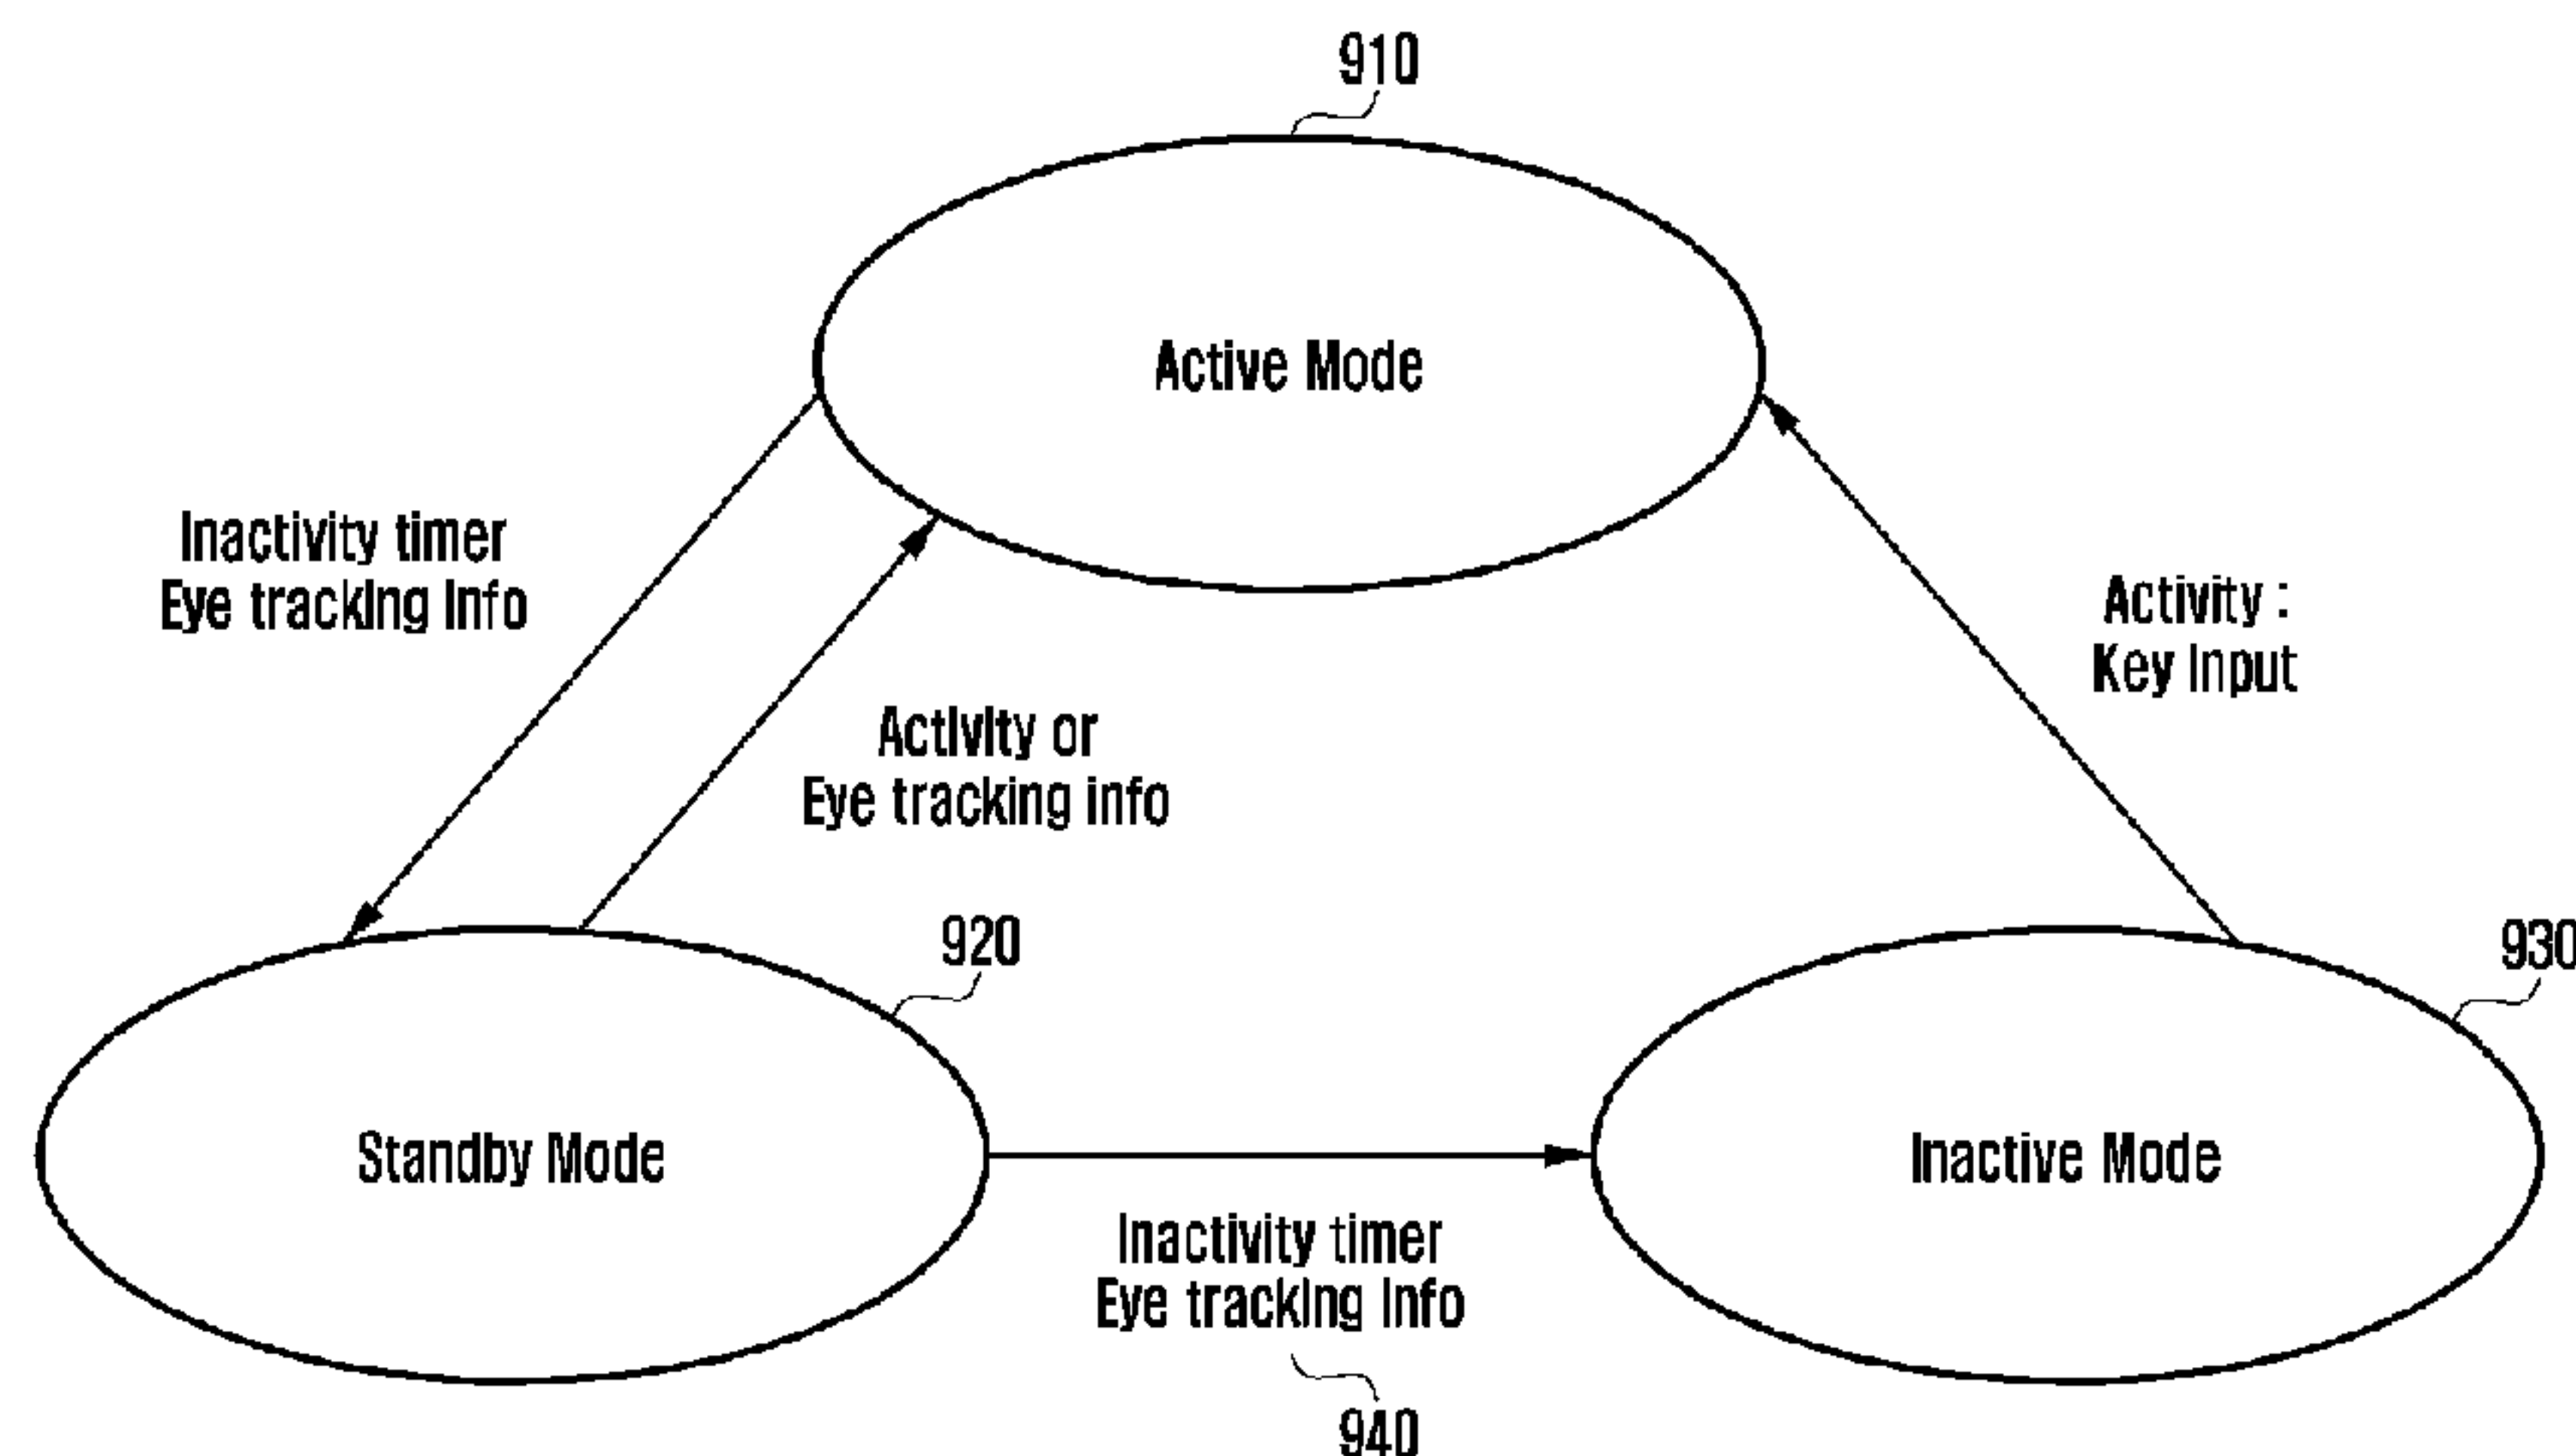 910
Active Mode
Inactivity timer
Eye tracking info
Activity :
Key Input
Activity or
Eye tracking info
920
930
Standby Mode
Inactive Mode
Inactivity timer
Eye tracking info
940